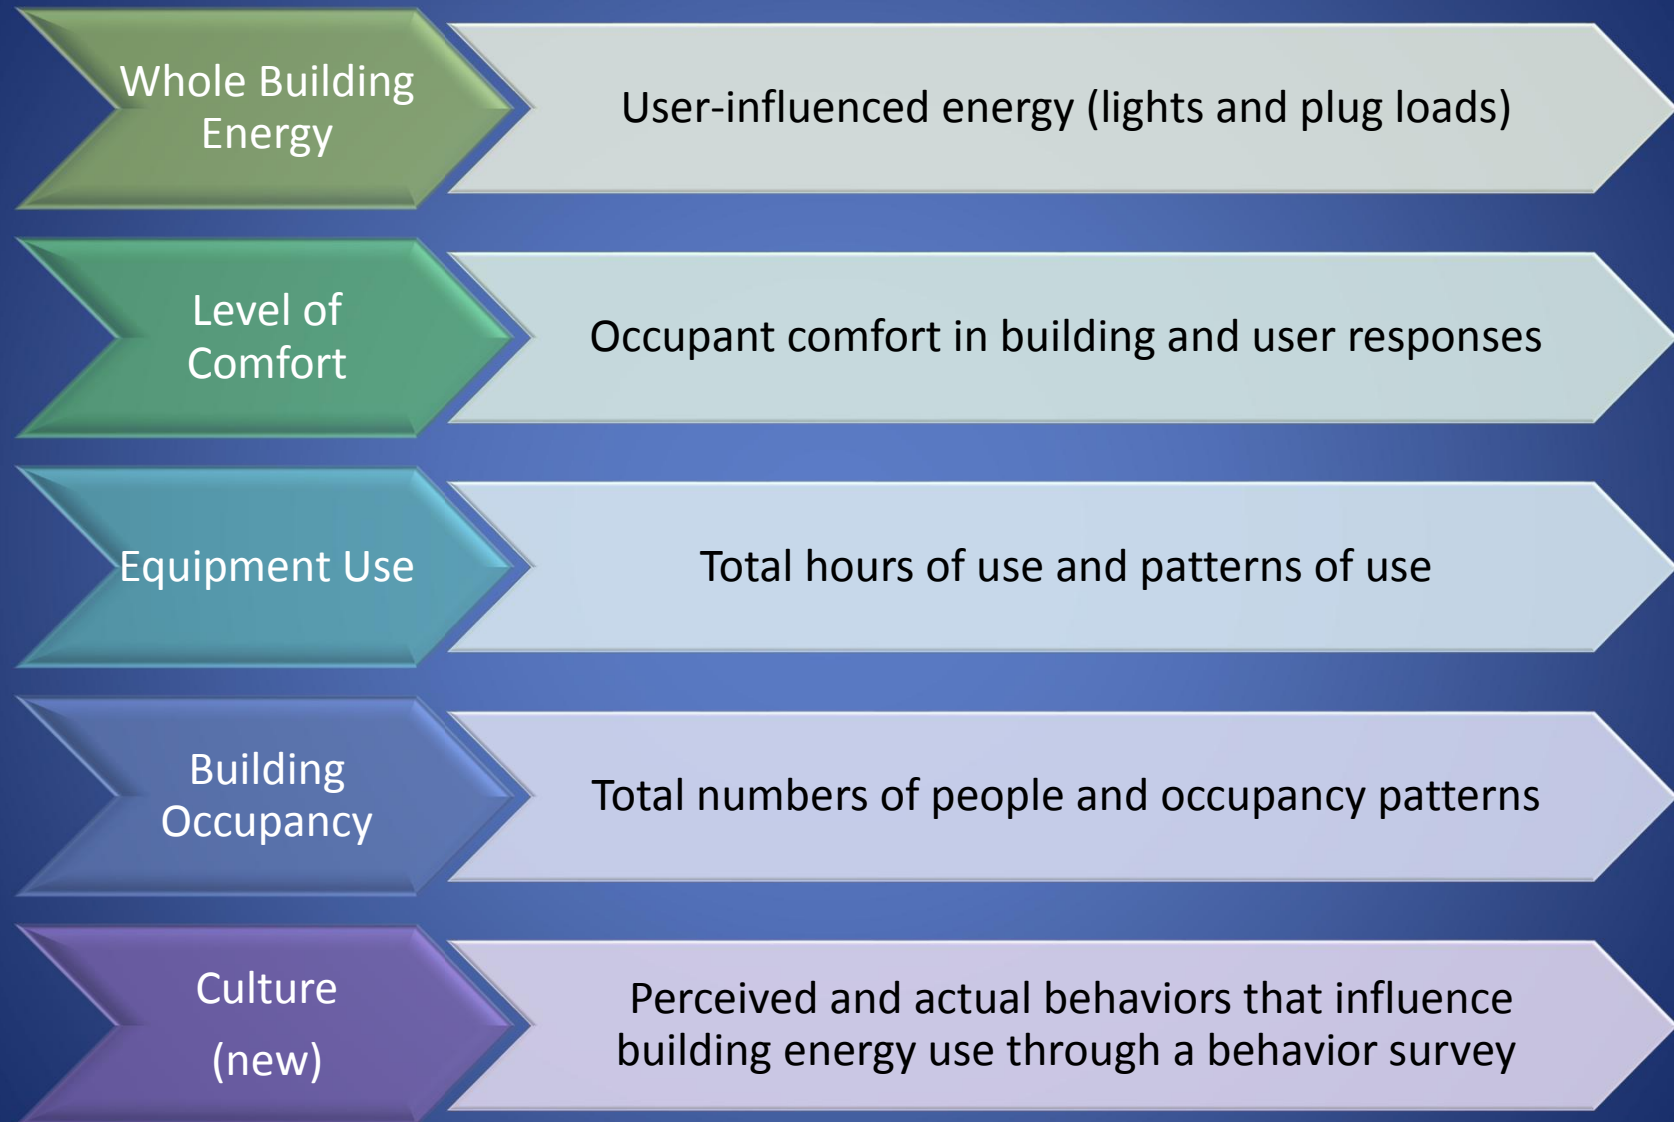 Whole Building
Energy
User-influenced energy (lights and plug loads)
Level of
Comfort
Occupant comfort in building and user responses
Equipment Use
Total hours of use and patterns of use
Building
Occupancy
Total numbers of people and occupancy patterns
Culture
(new)
Perceived and actual behaviors that influence
building energy use through a behavior survey